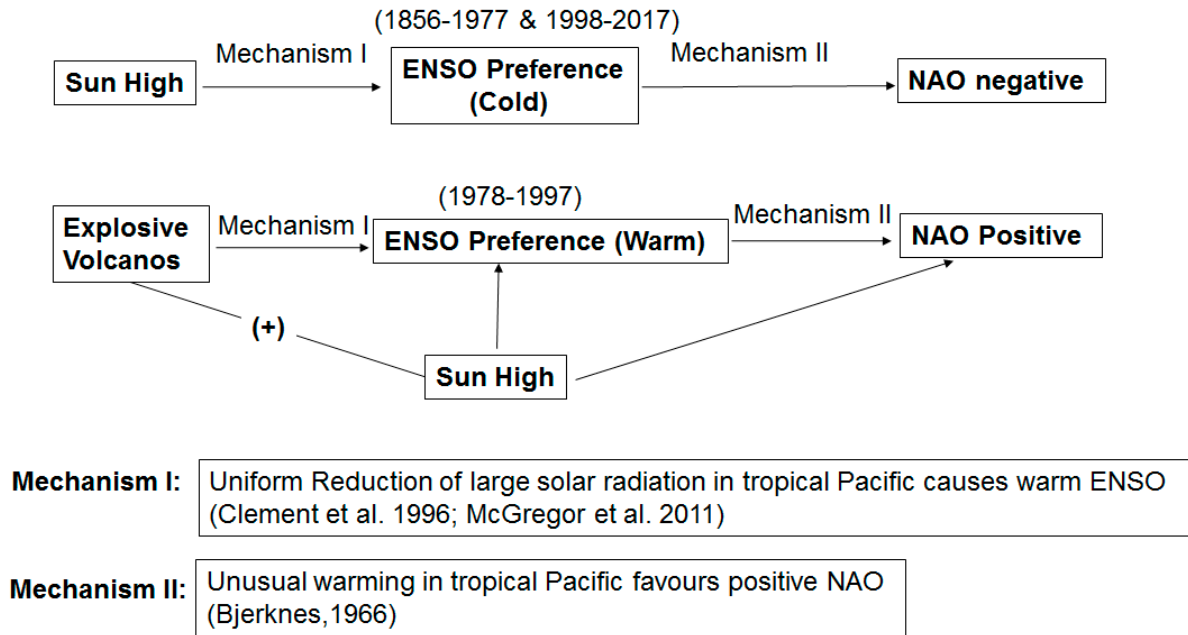 (1856-1977 & 1998-2017)
Mechanism I
Mechanism II
Sun High
ENSO Preference
(Cold)
NAO negative
(1978-1997)
Explosive
Volcanos
Mechanism I
ENSO Preference (Warm)
Mechanism II
NAO Positive
(+)
Sun High
Mechanism I:
Uniform Reduction of large solar radiation in tropical Pacific causes warm ENSO
(Clement et al. 1996; McGregor et al. 2011)
Mechanism II:
Unusual warming in tropical Pacific favours positive NAO
(Bjerknes,1966)